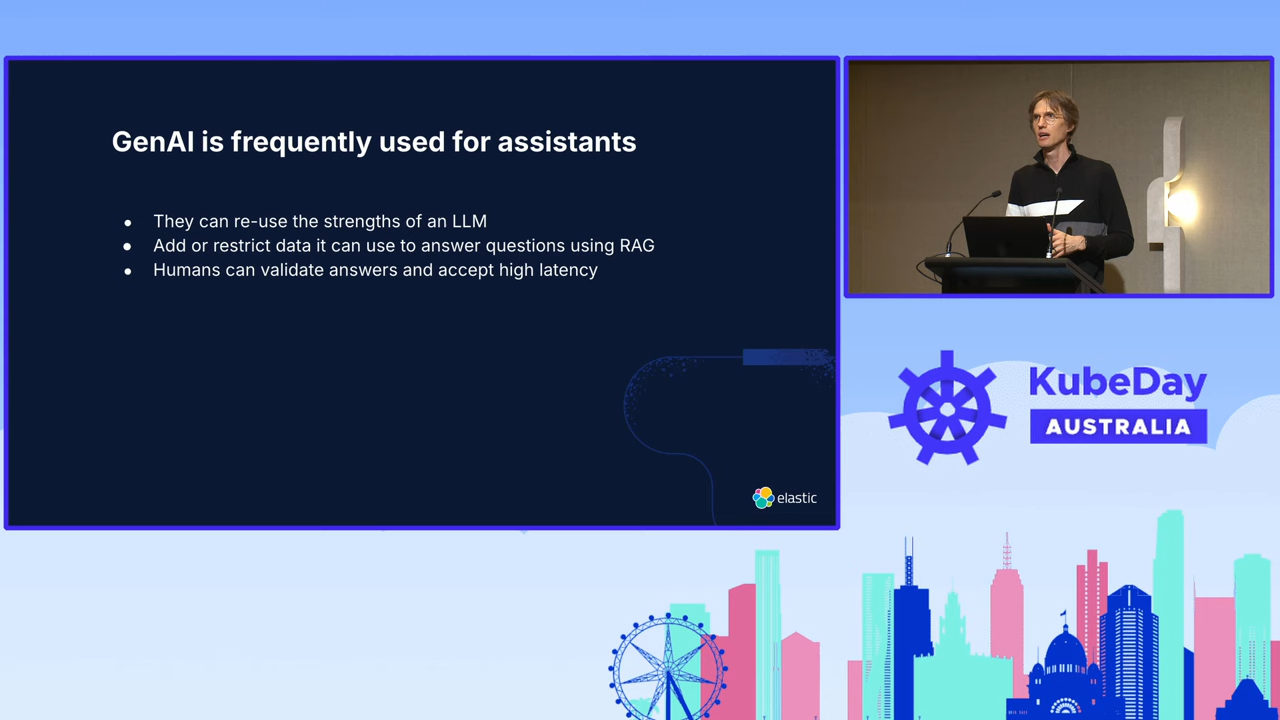 GenAI is frequently used for assistants
They can re-use the strengths of an LLM
Add or restrict data it can use to answer questions using RAG
Humans can validate answers and accept high latency
elastic
KubeDay
AUSTRALIA